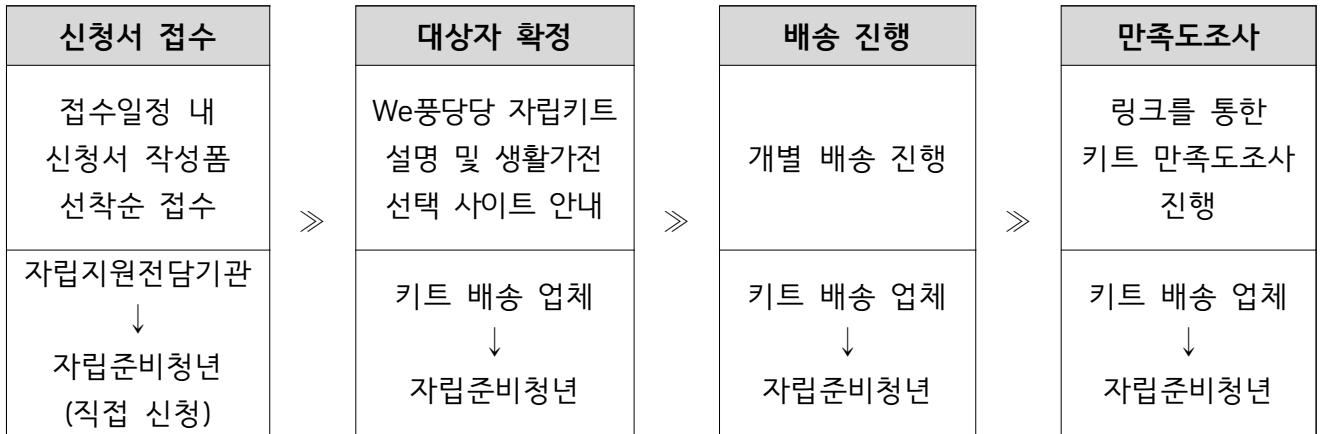 신청서 접수
접수일정 내
신청서 작성폼
선착순 접수
자립지원전담기관
↓
자립준비청년
(직접 신청)
≫
대상자 확정
We풍당당 자립키트
설명 및 생활가전
선택 사이트 안내
키트 배송 업체
↓
자립준비청년
≫
배송 진행
개별 배송 진행
키트 배송 업체
↓
자립준비청년
≫
만족도조사
링크를 통한
키트 만족도조사
진행
키트 배송 업체
↓
자립준비청년